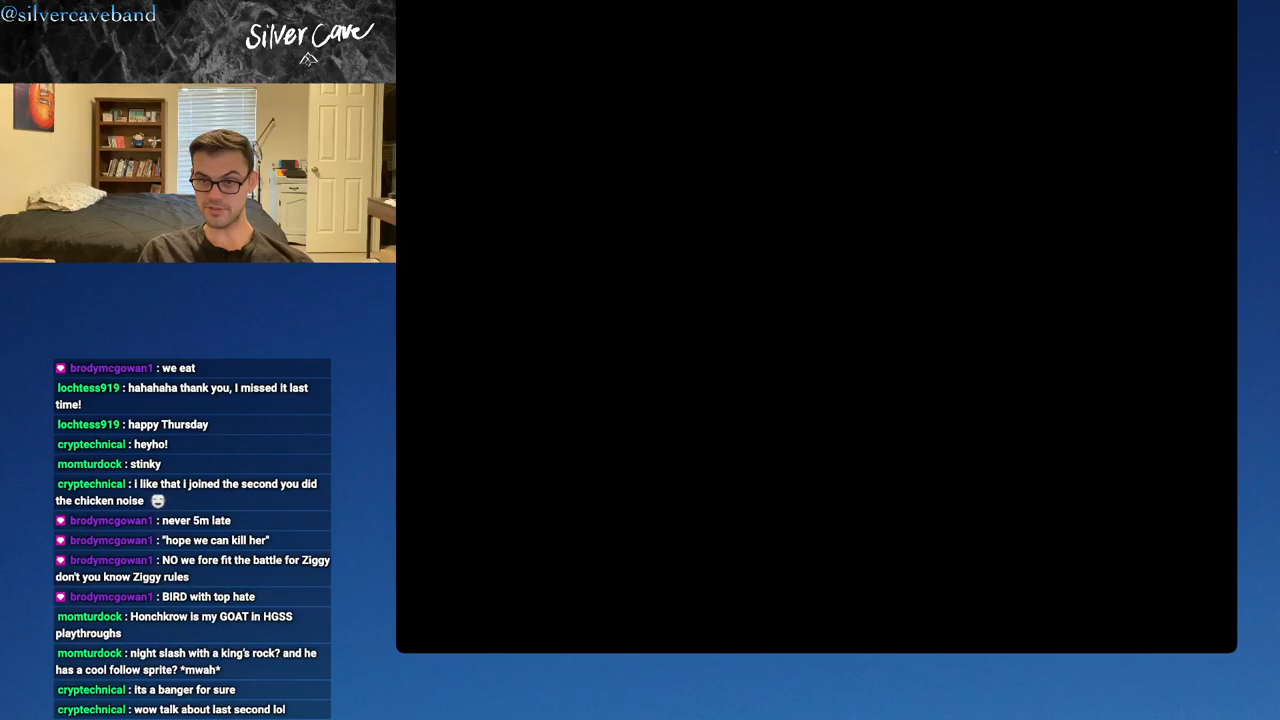 @silvercaveband
Silver Cave
brodymcgowan1 : we eat
lochtess919 : hahahaha thank you, I missed it last
time!
lochtess919 : happy Thursday
cryptechnical : heyho!
momturdock : stinky
cryptechnical : i like that i joined the second you did
the chicken noise
brodymcgowan1 : never 5m late
brodymcgowan1 : "hope we can kill her"
brodymcgowan1 : NO we fore fit the battle for Ziggy
don't you know Ziggy rules
brodymcgowan1 : BIRD with top hate
momturdock : Honchkrow is my GOAT in HGSS
playthroughs
momturdock : night slash with a king's rock? and he
has a cool follow sprite? *mwah*
cryptechnical : its a banger for sure
cryptechnical : wow talk about last second lol